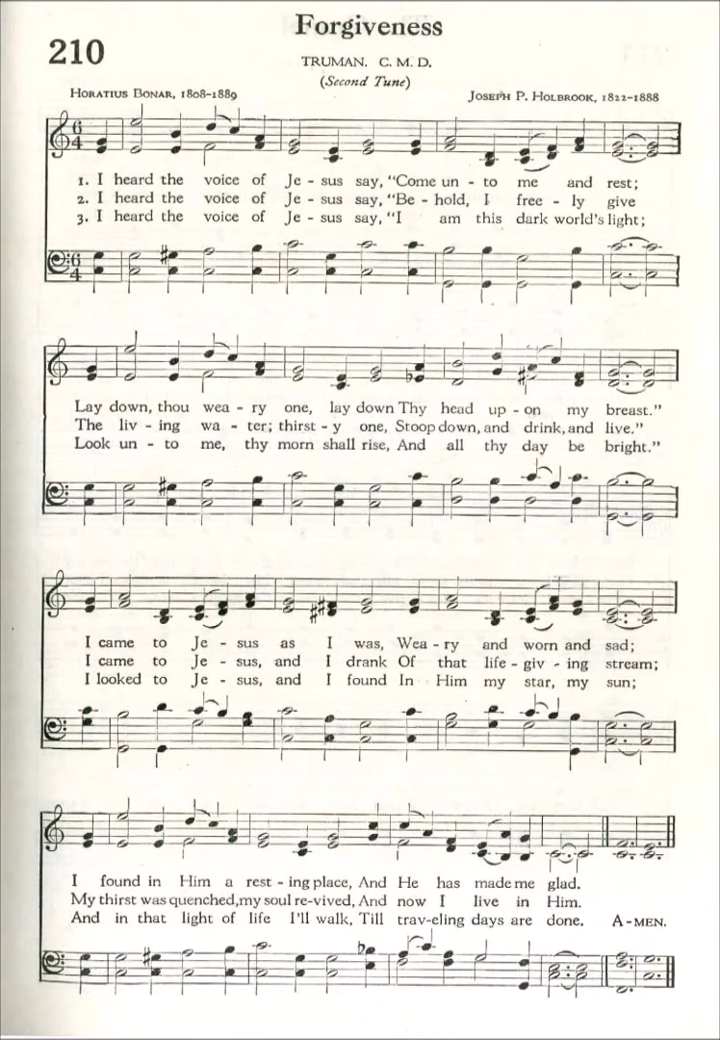 Forgiveness
210
TRUMAN. C. M. D.
(Second Tune)
HORATIUS BONAR, 1808-1889 JOSEPH P. HOLBROOK, 1822-1888
1. I heard the voice of Je - sus say, “Come un - to me and rest;
2. I heard the voice of Je - sus say, “Be - hold, I free - ly give
3. I heard the voice of Je - sus say, “I am this dark world's light;
Lay down, thou wea - ry one, lay down Thy head up - on my breast.”
The liv - ing wa - ter; thirst - y one, Stoop down, and drink, and live.”
Look un - to me, thy morn shall rise, And all thy day be bright.”
I came to Je - sus as I was, Wea - ry and worn and sad;
I came to Je - sus, and I drank Of that life - giv - ing stream;
I looked to Je - sus, and I found In Him my star, my sun;
I found in Him a rest - ing place, And He has made me glad.
My thirst was quenched, my soul re-vived, And now I live in Him.
And in that light of life I'll walk, Till trav-eling days are done. A-MEN.